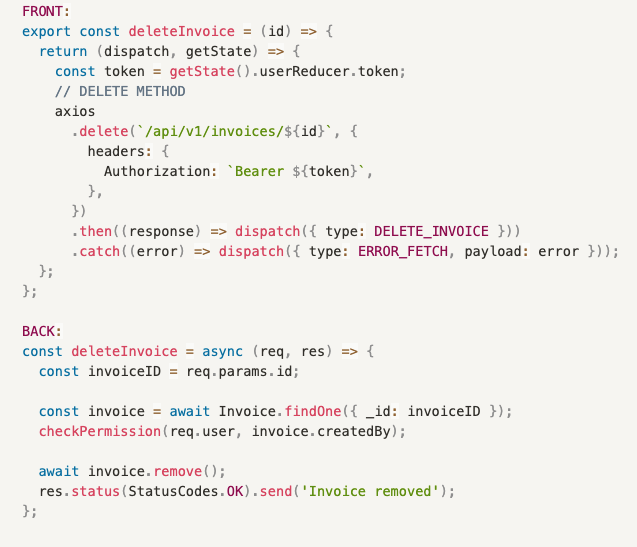 FRONT:
export const deleteInvoice = (id) => {
  return (dispatch, getState) => {
    const token = getState().userReducer.token;
    // DELETE METHOD
    axios
      .delete(`/api/v1/invoices/${id}`, {
        headers: {
          Authorization: `Bearer ${token}`,
        },
      })
      .then((response) => dispatch({ type: DELETE_INVOICE }))
      .catch((error) => dispatch({ type: ERROR_FETCH, payload: error }));
  };
};

BACK:
const deleteInvoice = async (req, res) => {
  const invoiceID = req.params.id;

  const invoice = await Invoice.findOne({ _id: invoiceID });
  checkPermission(req.user, invoice.createdBy);

  await invoice.remove();
  res.status(StatusCodes.OK).send('Invoice removed');
};